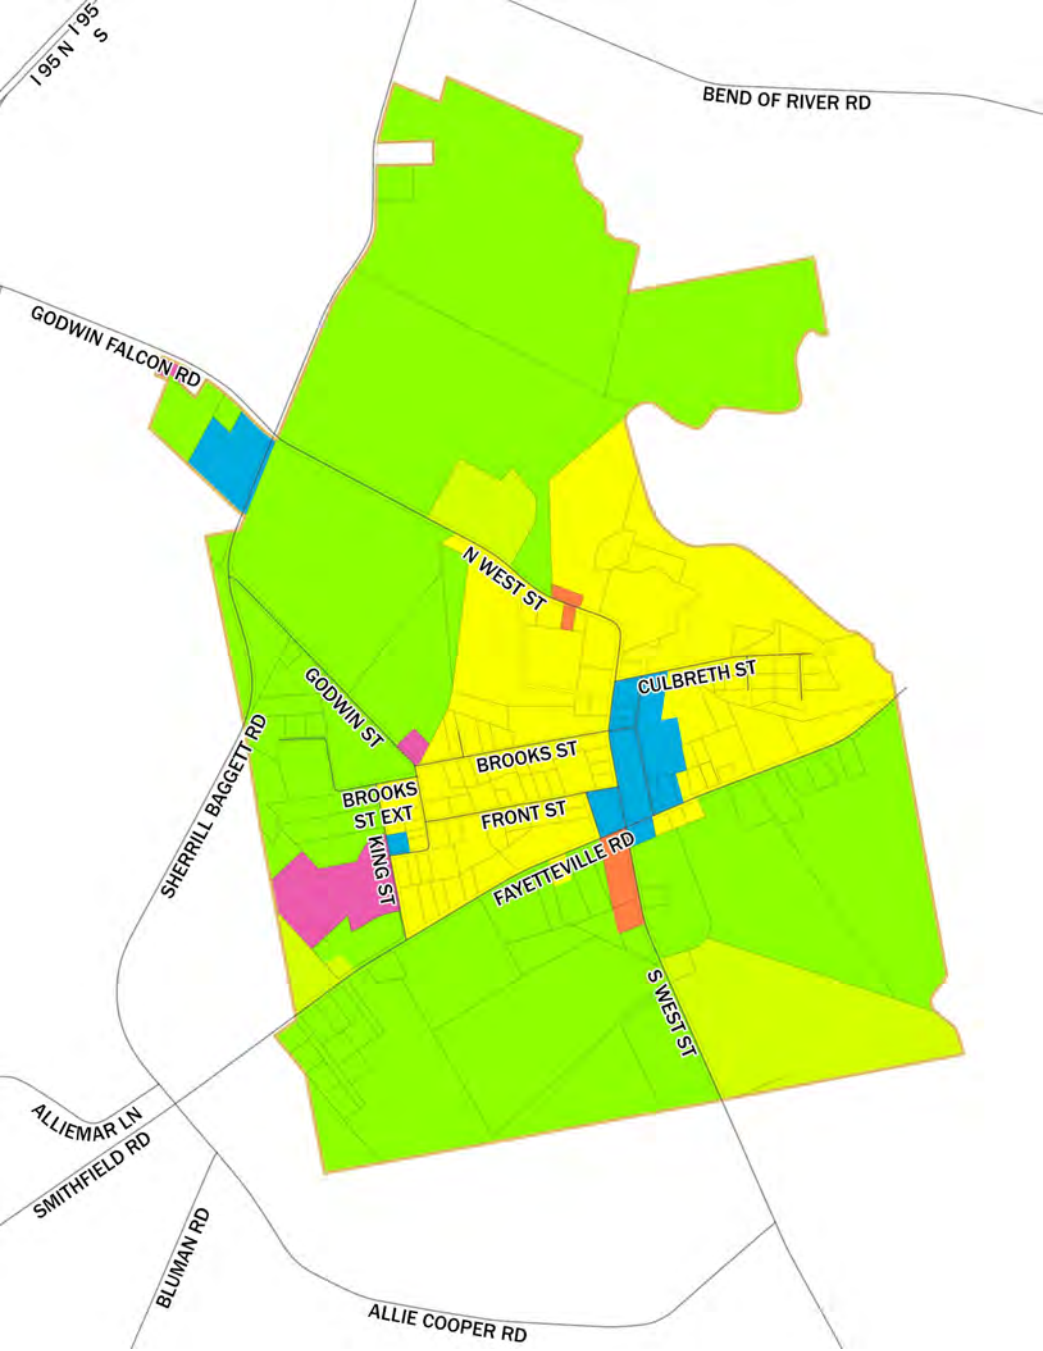 I 95 N
I 95
S
BEND OF RIVER RD
GODWIN FALCON RD
N WEST ST
GODWIN ST
CULBRETH ST
BROOKS ST
BROOKS
ST EXT
FRONT ST
KING ST
FAYETTEVILLE RD
SHERRILL BAGGETT RD
S WEST ST
ALLIEMAR LN
SMITHFIELD RD
BLUMAN RD
ALLIE COOPER RD